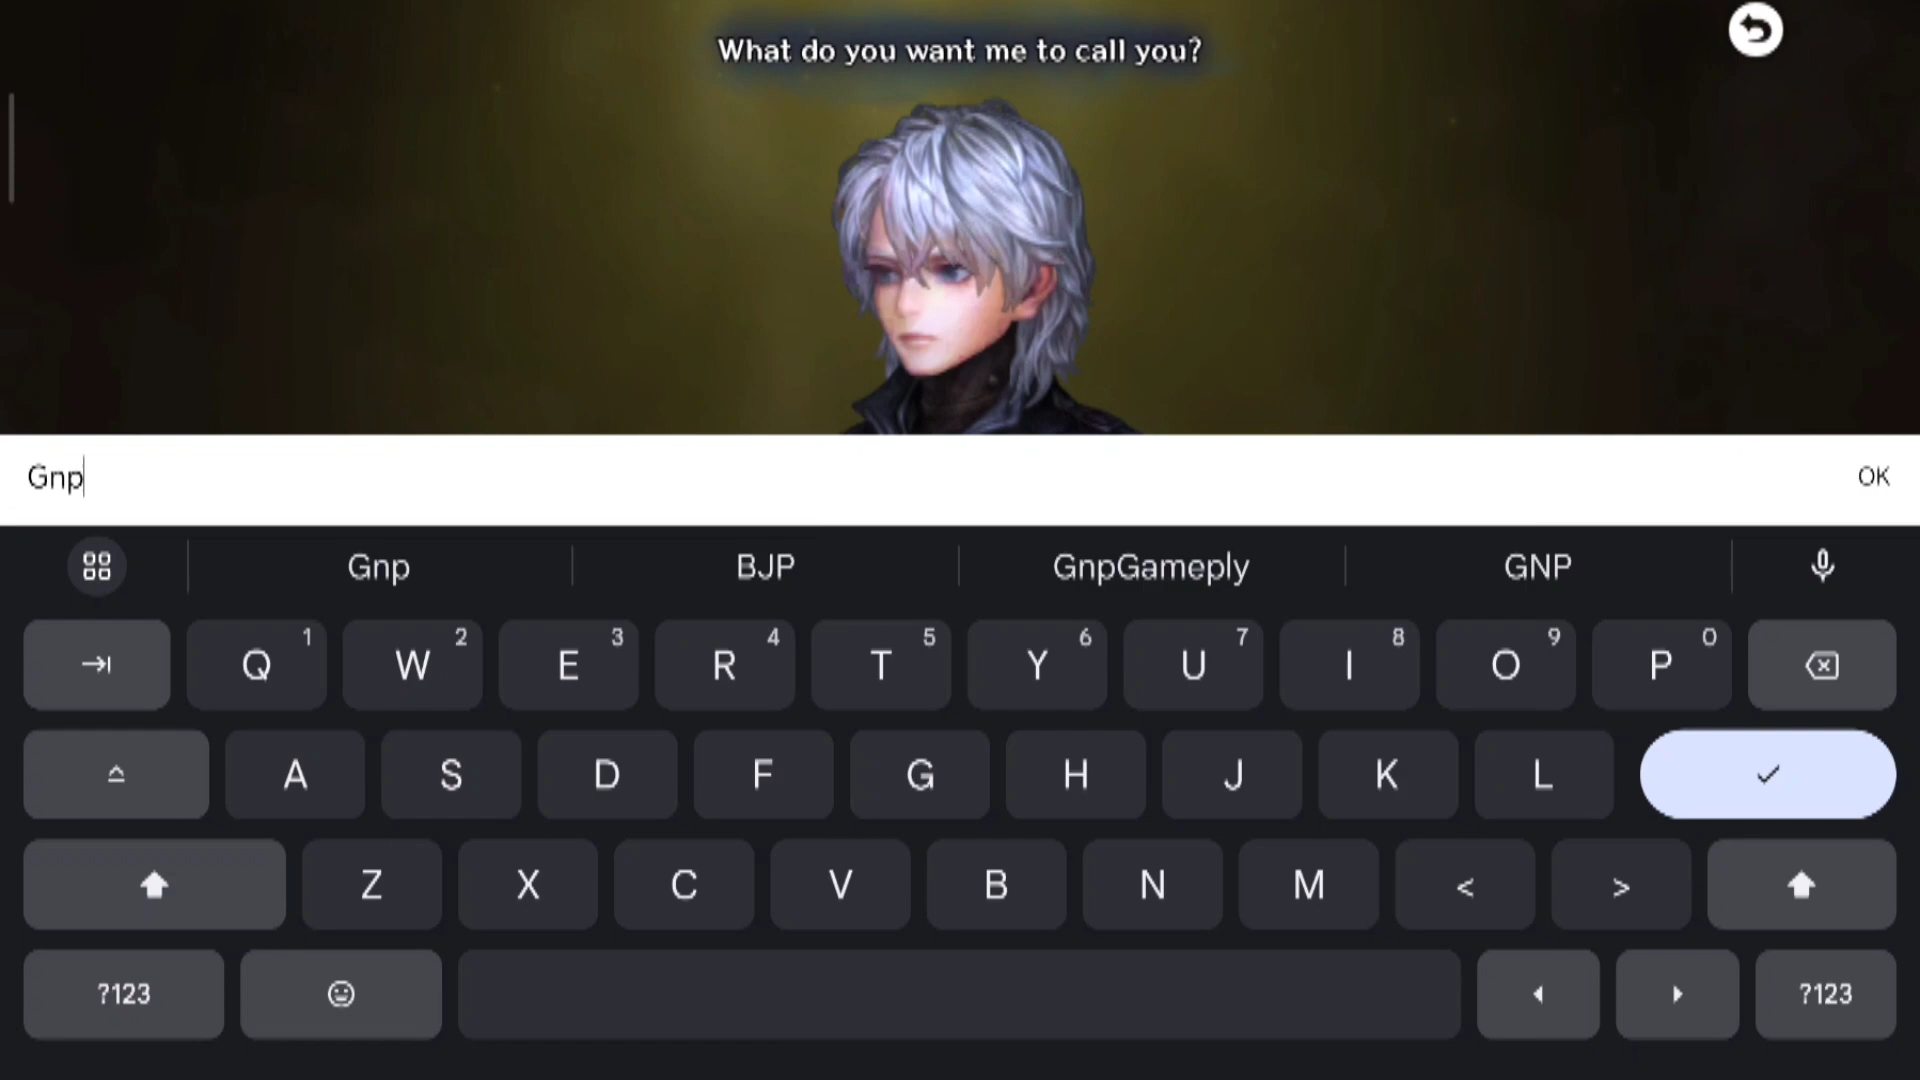 What do you want me to call you?
Gnp
OK
Gnp BJP GnpGameply GNP
Q 1 W 2 E 3 R 4 T 5 Y 6 U 7 I 8 O 9 P 0
A S D F G H J K L
Z X C V B N M < >
?123 ?123